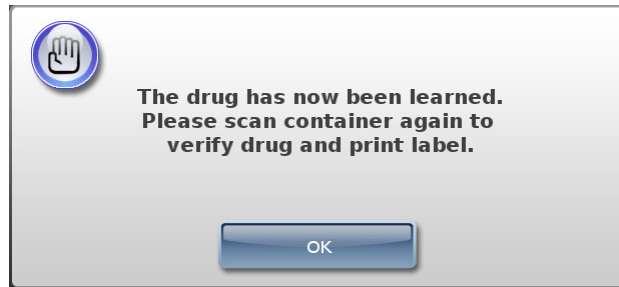 The drug has now been learned.
Please scan container again to
verify drug and print label.
OK